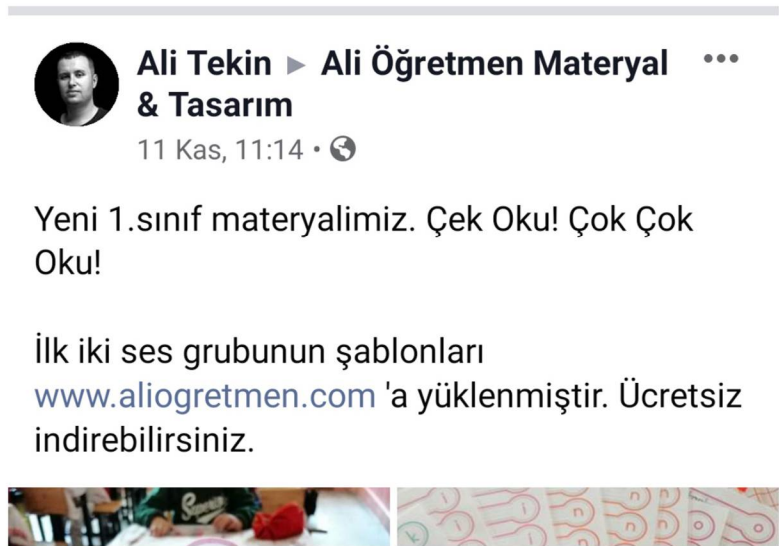 Ali Tekin ▸ Ali Öğretmen Materyal
& Tasarım
11 Kas, 11:14 •
Yeni 1.sınıf materyalimiz. Çek Oku! Çok Çok
Oku!
İlk iki ses grubunun şablonları
www.aliogretmen.com 'a yüklenmiştir. Ücretsiz
indirebilirsiniz.